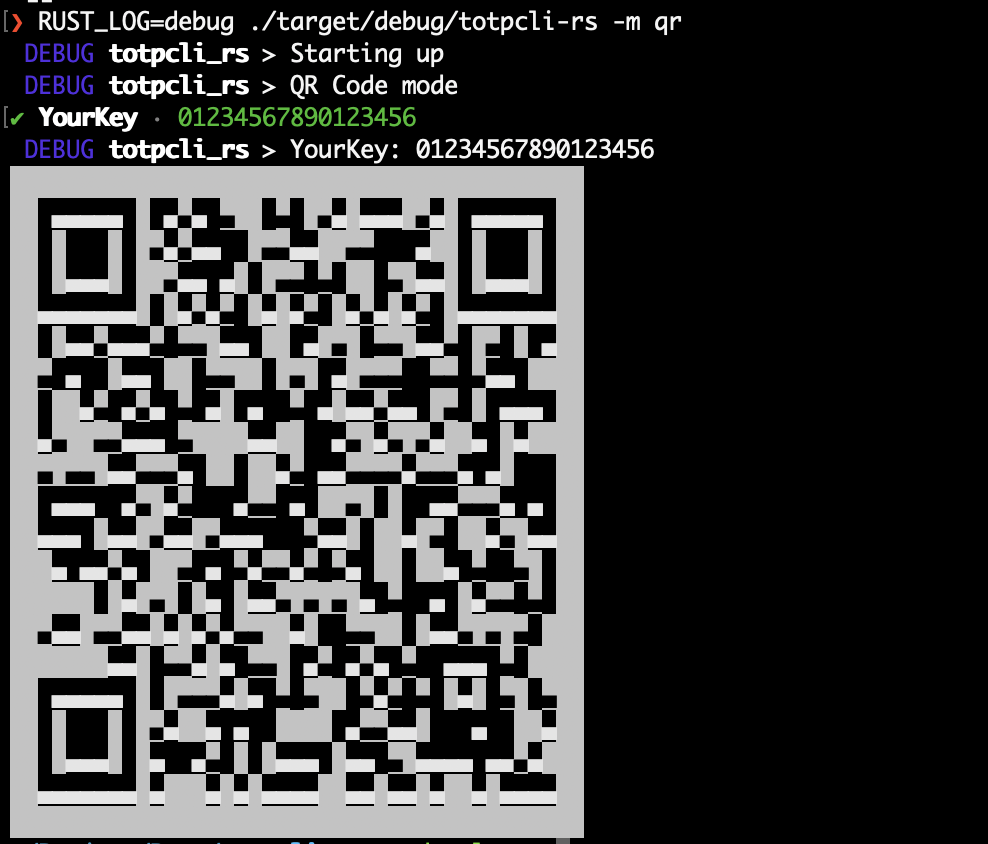 ❯ RUST_LOG=debug ./target/debug/totpcli-rs -m qr
DEBUG totpcli_rs > Starting up
DEBUG totpcli_rs > QR Code mode
✔ YourKey · 01234567890123456
DEBUG totpcli_rs > YourKey: 01234567890123456